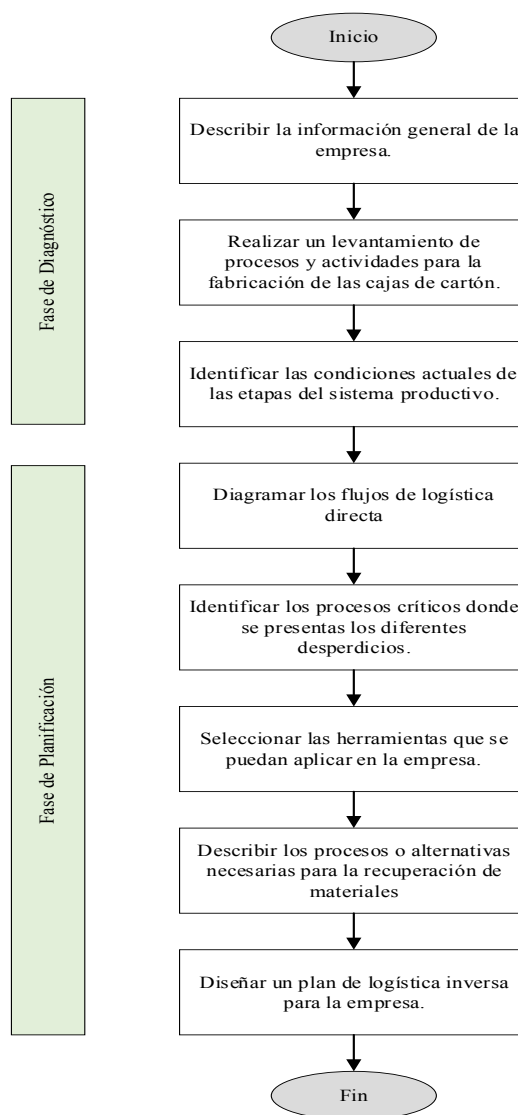 Inicio
Fase de Diagnóstico
Describir la información general de la
empresa.
Realizar un levantamiento de
procesos y actividades para la
fabricación de las cajas de cartón.
Identificar las condiciones actuales de
las etapas del sistema productivo.
Fase de Planificación
Diagramar los flujos de logística
directa
Identificar los procesos críticos donde
se presentas los diferentes
desperdicios.
Seleccionar las herramientas que se
puedan aplicar en la empresa.
Describir los procesos o alternativas
necesarias para la recuperación de
materiales
Diseñar un plan de logística inversa
para la empresa.
Fin